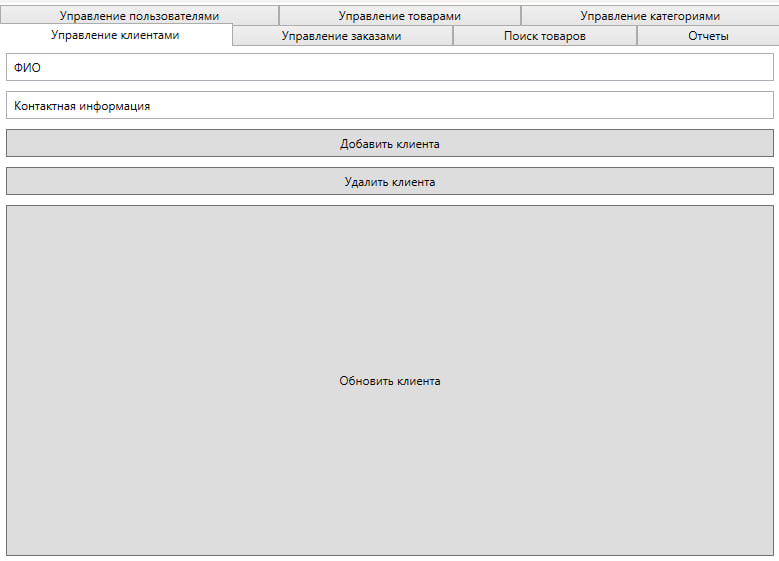 Управление пользователями
Управление товарами
Управление категориями
Управление клиентами
Управление заказами
Поиск товаров
Отчеты
ФИО
Контактная информация
Добавить клиента
Удалить клиента
Обновить клиента